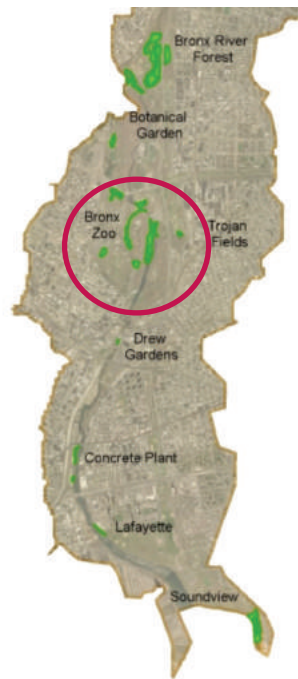 Bronx River
Forest
Botanical
Garden
Bronx
Zoo
Trojan
Fields
Drew
Gardens
Concrete Plant
Lafayette
Soundview